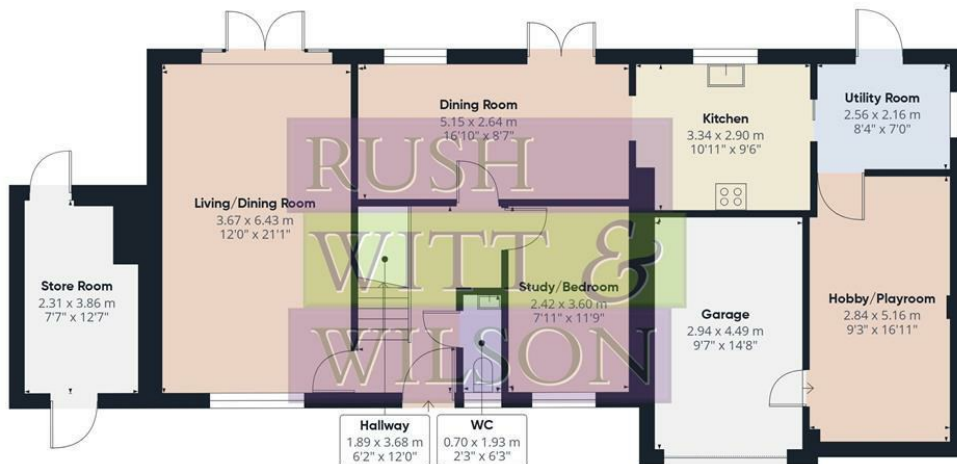 Living/Dining Room
3.67 x 6.43 m
12'0" x 21'1"
Dining Room
5.15 x 2.64 m
16'10" x 8'7"
Kitchen
3.34 x 2.90 m
10'11" x 9'6"
Utility Room
2.56 x 2.16 m
8'4" x 7'0"
Store Room
2.31 x 3.86 m
7'7" x 12'7"
Study/Bedroom
2.42 x 3.60 m
7'11" x 11'9"
Garage
2.94 x 4.49 m
9'7" x 14'8"
Hobby/Playroom
2.84 x 5.16 m
9'3" x 16'11"
Hallway
1.89 x 3.68 m
6'2" x 12'0"
WC
0.70 x 1.93 m
2'3" x 6'3"
RUSH
WITT &
WILSON